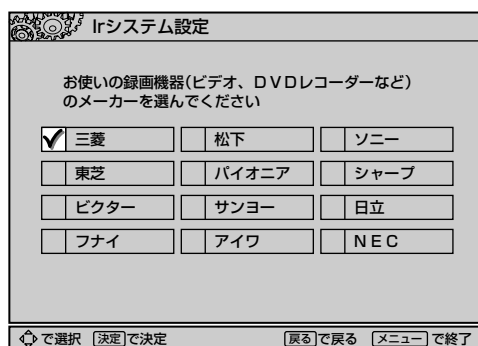 Irシステム設定
お使いの録画機器(ビデオ、DVDレコーダーなど)
のメーカーを選んでください
三菱 松下 ソニー
東芝 パイオニア シャープ
ビクター サンヨー 日立
フナイ アイワ NEC
で選択 決定で決定 戻るで戻る メニューで終了